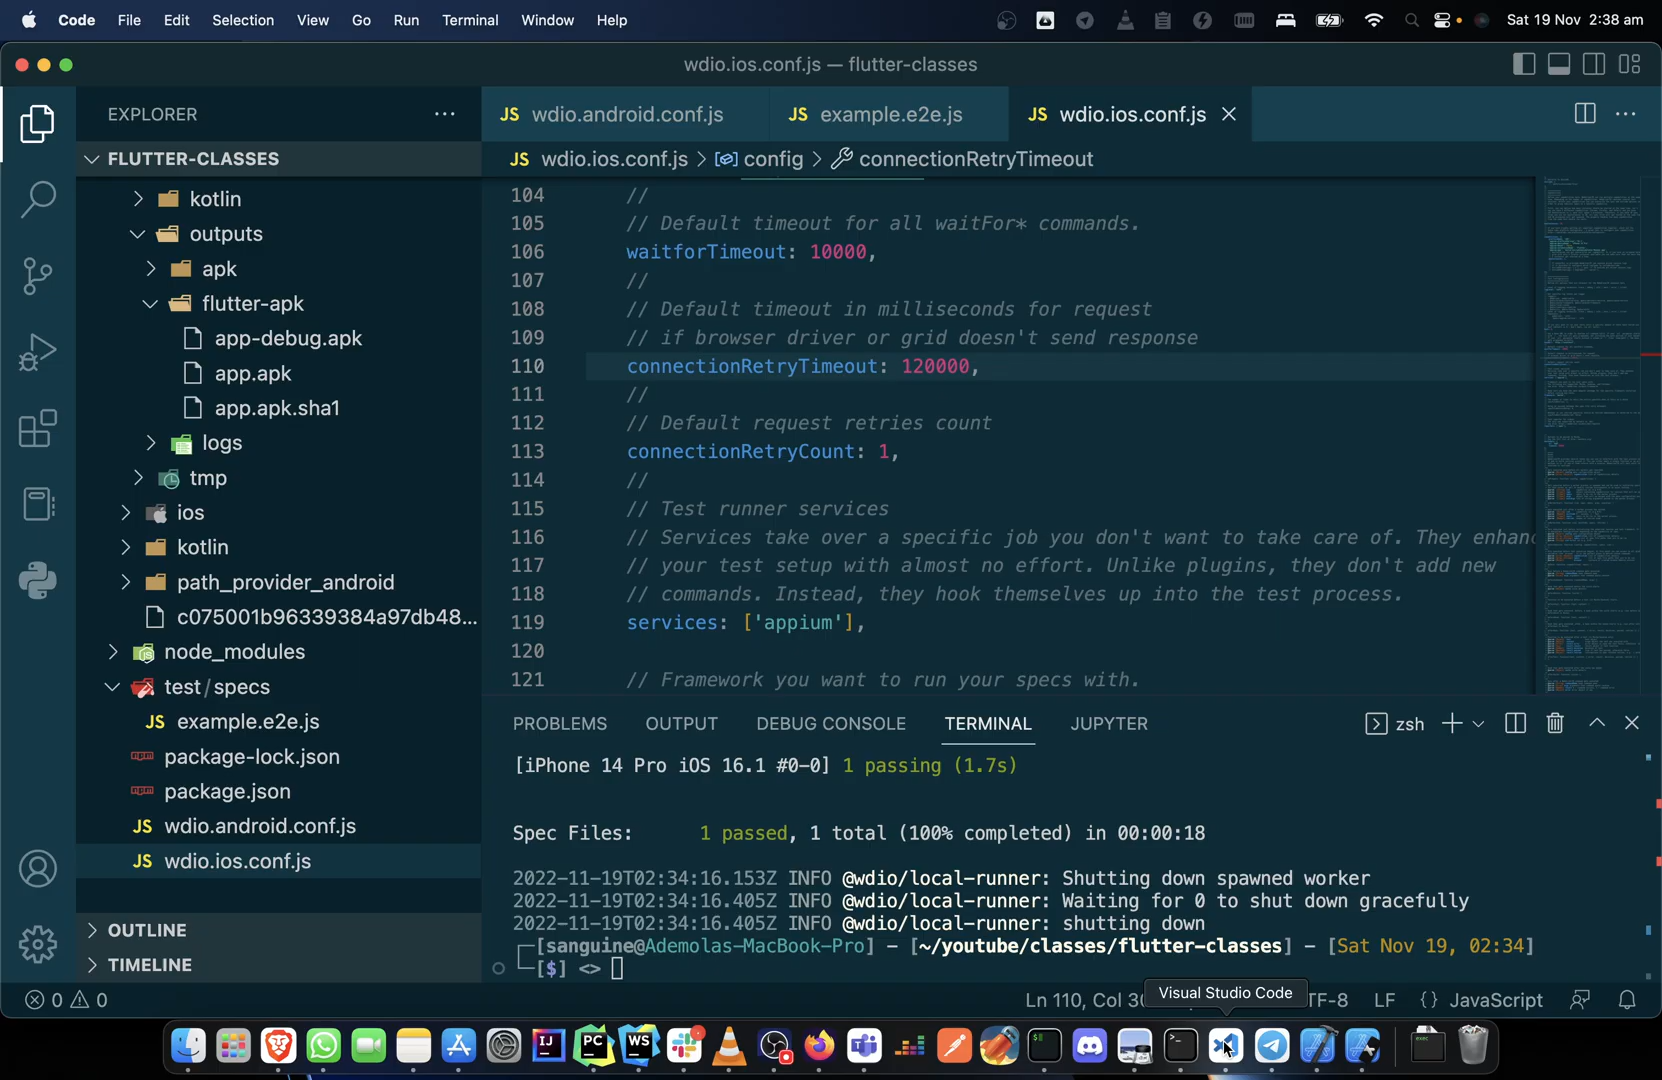 Code File Edit Selection View Go Run Terminal Window Help Sat 19 Nov 2:38 am
wdio.ios.conf.js — flutter-classes
EXPLORER
FLUTTER-CLASSES
kotlin
outputs
apk
flutter-apk
app-debug.apk
app.apk
app.apk.sha1
logs
tmp
ios
kotlin
path_provider_android
c075001b96339384a97db48...
node_modules
test/specs
JS example.e2e.js
package-lock.json
package.json
JS wdio.android.conf.js
JS wdio.ios.conf.js
OUTLINE
TIMELINE
JS wdio.android.conf.js JS example.e2e.js JS wdio.ios.conf.js
JS wdio.ios.conf.js > config > connectionRetryTimeout
104 //
105 // Default timeout for all waitFor* commands.
106 waitforTimeout: 10000,
107 //
108 // Default timeout in milliseconds for request
109 // if browser driver or grid doesn't send response
110 connectionRetryTimeout: 120000,
111 //
112 // Default request retries count
113 connectionRetryCount: 1,
114 //
115 // Test runner services
116 // Services take over a specific job you don't want to take care of. They enhanc
117 // your test setup with almost no effort. Unlike plugins, they don't add new
118 // commands. Instead, they hook themselves up into the test process.
119 services: ['appium'],
120
121 // Framework you want to run your specs with.
PROBLEMS OUTPUT DEBUG CONSOLE TERMINAL JUPYTER zsh
[iPhone 14 Pro iOS 16.1 #0-0] 1 passing (1.7s)
Spec Files: 1 passed, 1 total (100% completed) in 00:00:18
2022-11-19T02:34:16.153Z INFO @wdio/local-runner: Shutting down spawned worker
2022-11-19T02:34:16.405Z INFO @wdio/local-runner: Waiting for 0 to shut down gracefully
2022-11-19T02:34:16.405Z INFO @wdio/local-runner: shutting down
[sanguine@Ademolas-MacBook-Pro] - [~/youtube/classes/flutter-classes] - [Sat Nov 19, 02:34]
[$] <>
0 0 Ln 110, Col 3 TF-8 LF {} JavaScript
Visual Studio Code
IJ PC WS